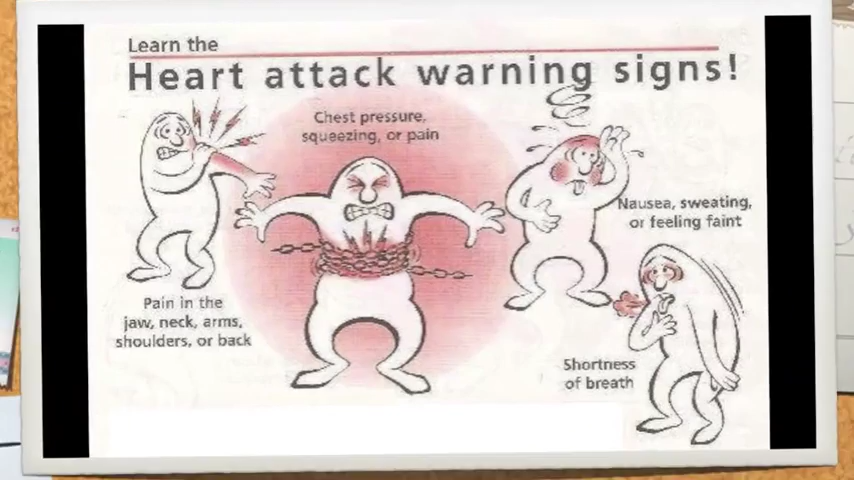 Learn the
Heart attack warning signs!
Chest pressure,
squeezing, or pain
Nausea, sweating,
or feeling faint
Pain in the
jaw, neck, arms,
shoulders, or back
Shortness
of breath